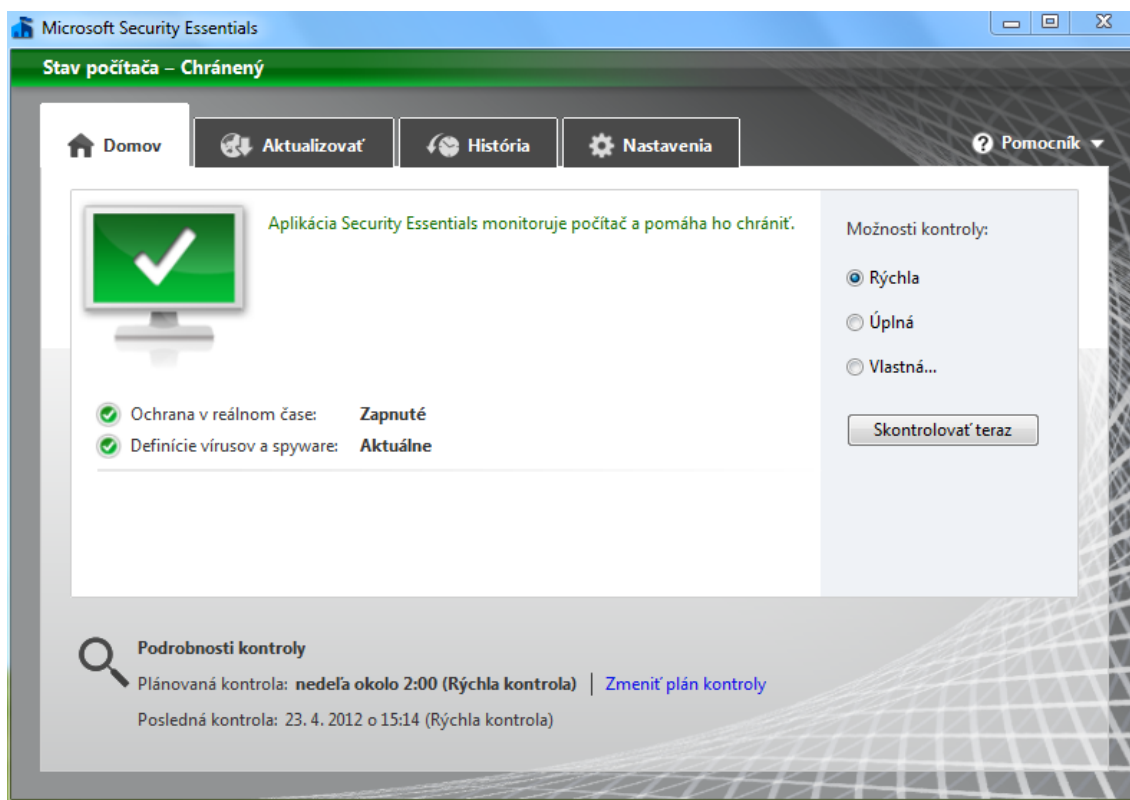 Microsoft Security Essentials
Stav počítača – Chránený
Domov
Aktualizovať
História
Nastavenia
Pomocník
Aplikácia Security Essentials monitoruje počítač a pomáha ho chrániť.
Možnosti kontroly:
Rýchla
Úplná
Vlastná...
Skontrolovať teraz
Ochrana v reálnom čase: Zapnuté
Definície vírusov a spyware: Aktuálne
Podrobnosti kontroly
Plánovaná kontrola: nedeľa okolo 2:00 (Rýchla kontrola) | Zmeniť plán kontroly
Posledná kontrola: 23. 4. 2012 o 15:14 (Rýchla kontrola)